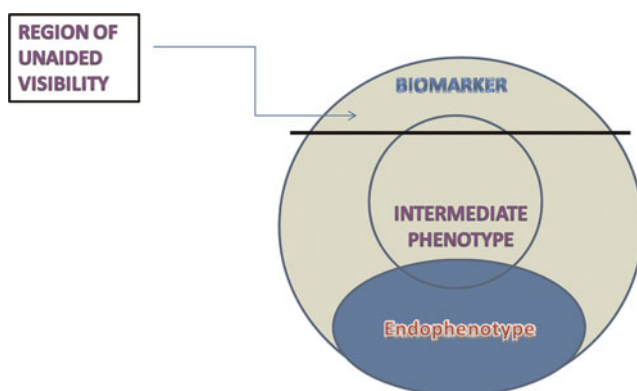 REGION OF
UNAIDED
VISIBILITY
BIOMARKER
INTERMEDIATE
PHENOTYPE
Endophenotype